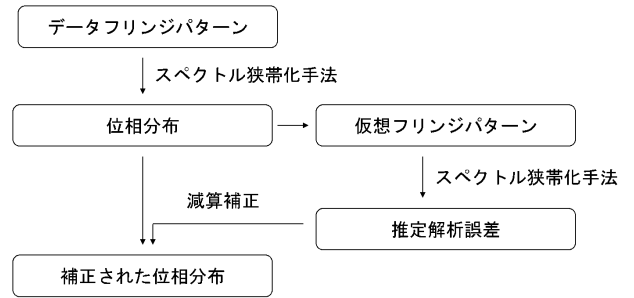 データフリンジパターン
スペクトル狭帯化手法
位相分布
仮想フリンジパターン
スペクトル狭帯化手法
減算補正
推定解析誤差
補正された位相分布